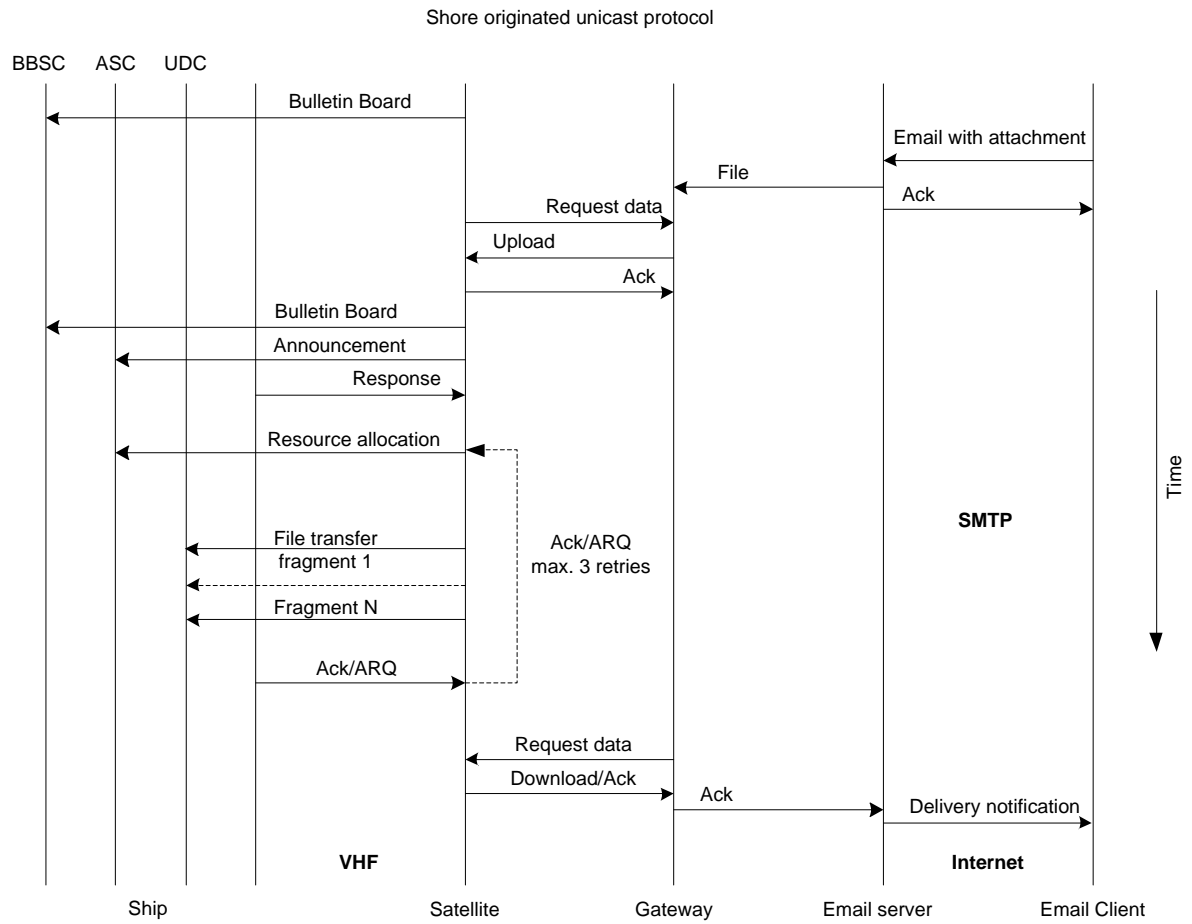 Shore originated unicast protocol
BBSC ASC UDC
Bulletin Board
Email with attachment
File
Ack
Request data
Upload
Ack
Bulletin Board
Announcement
Response
Resource allocation
Time
SMTP
File transfer
fragment 1
Ack/ARQ
max. 3 retries
Fragment N
Ack/ARQ
Request data
Download/Ack
Ack
Delivery notification
VHF
Internet
Ship Satellite Gateway Email server Email Client